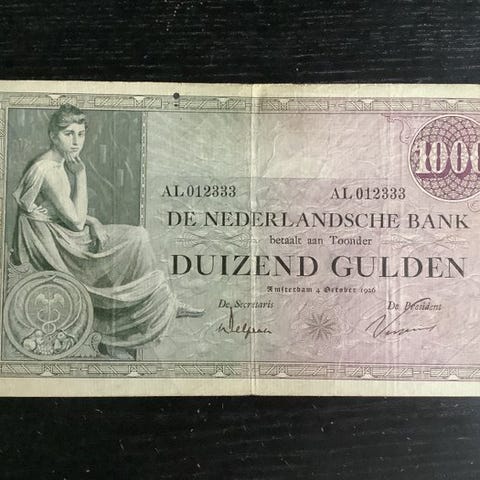 1000
AL 012333 AL 012333
DE NEDERLANDSCHE BANK
betaalt aan Toonder
DUIZEND GULDEN
Amsterdam 4 October 1926
De Secretaris De President